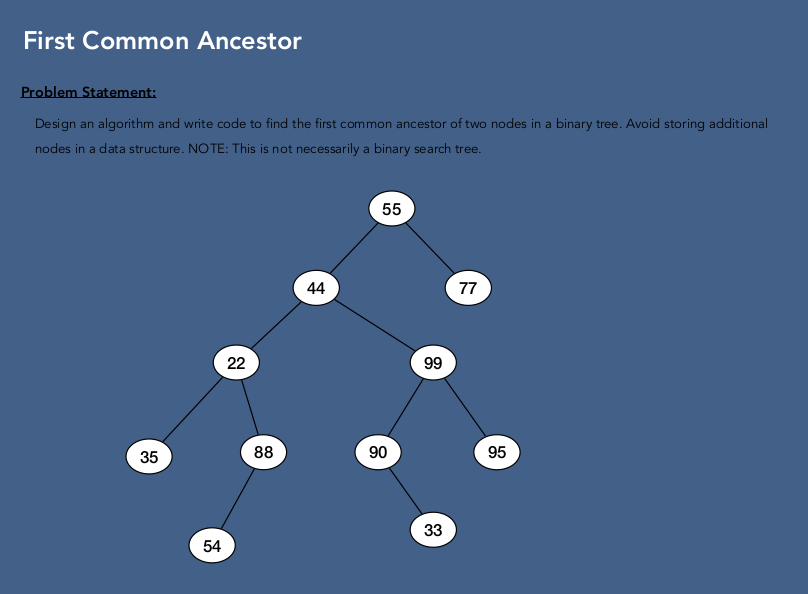 First Common Ancestor
Problem Statement:
Design an algorithm and write code to find the first common ancestor of two nodes in a binary tree. Avoid storing additional
nodes in a data structure. NOTE: This is not necessarily a binary search tree.
55
44 77
22 99
35 88 90 95
54 33